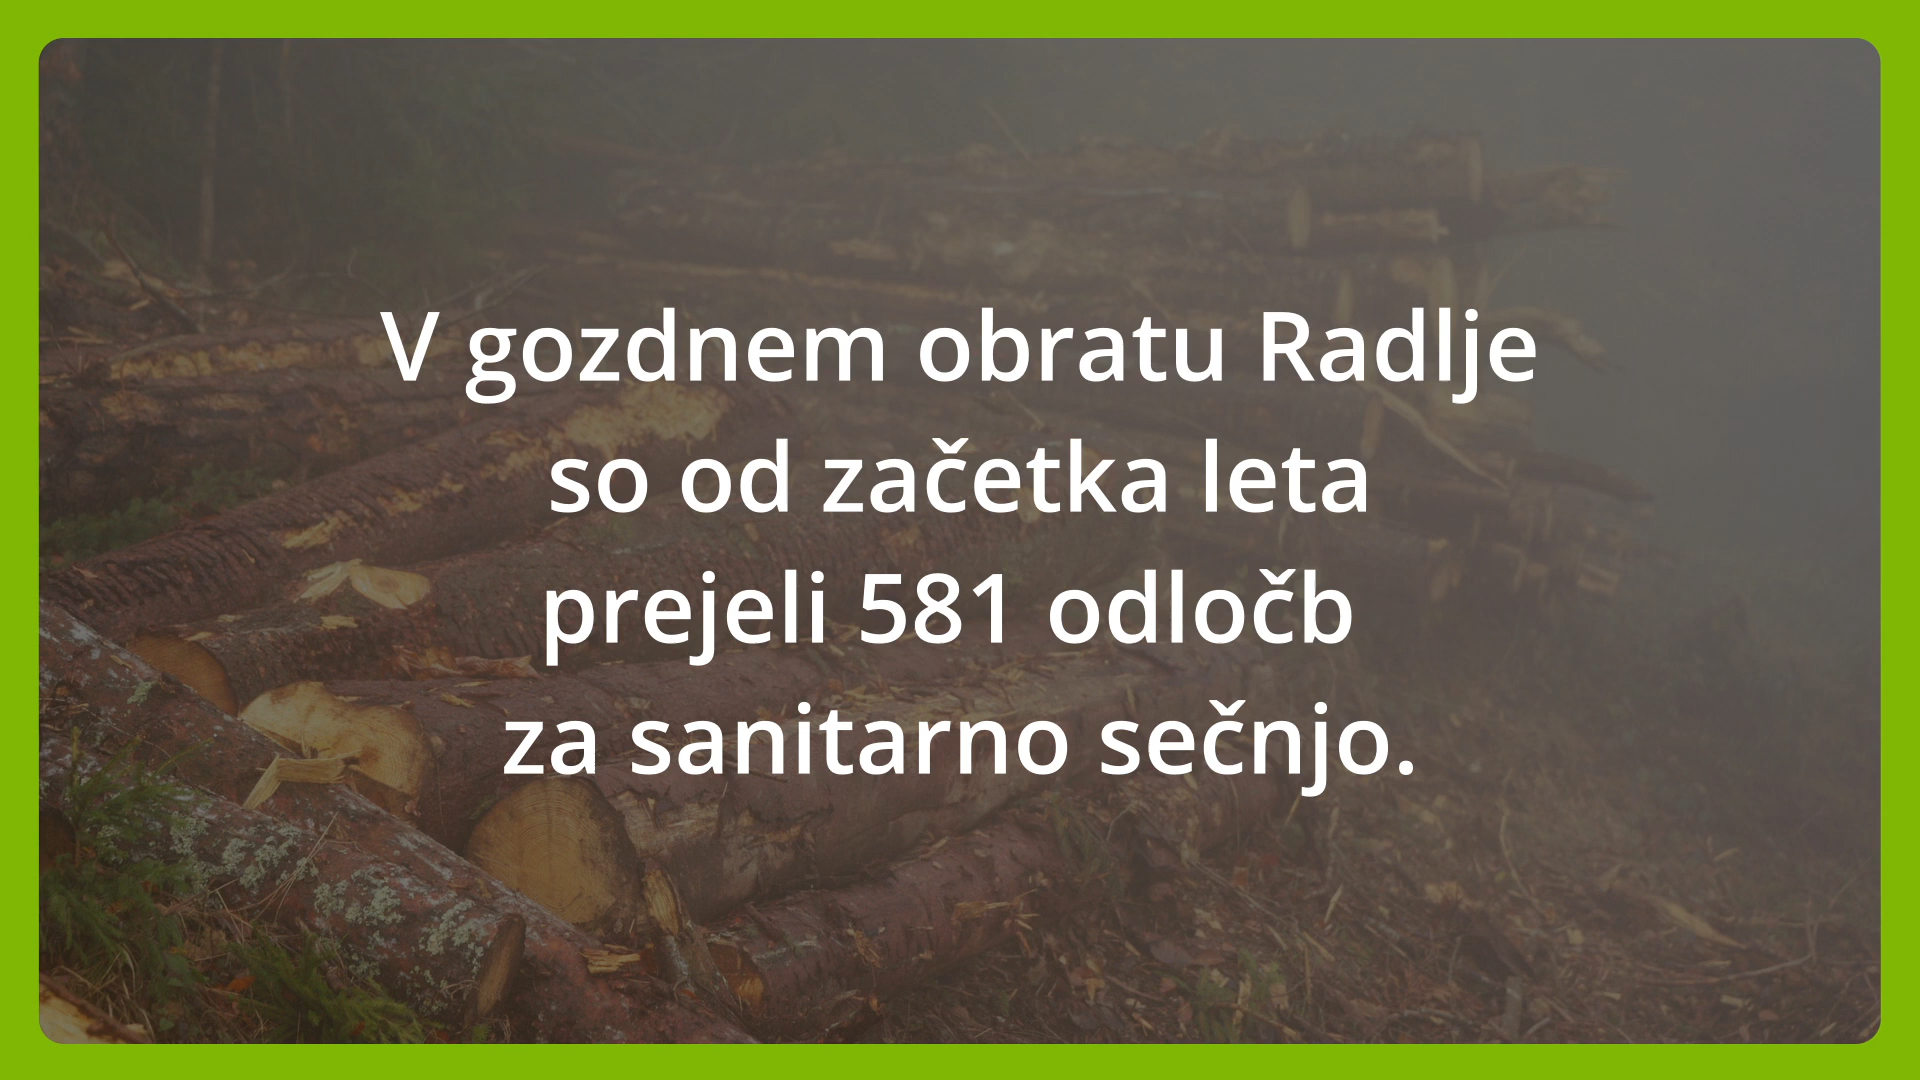 V gozdnem obratu Radlje
so od začetka leta
prejeli 581 odločb
za sanitarno sečnjo.